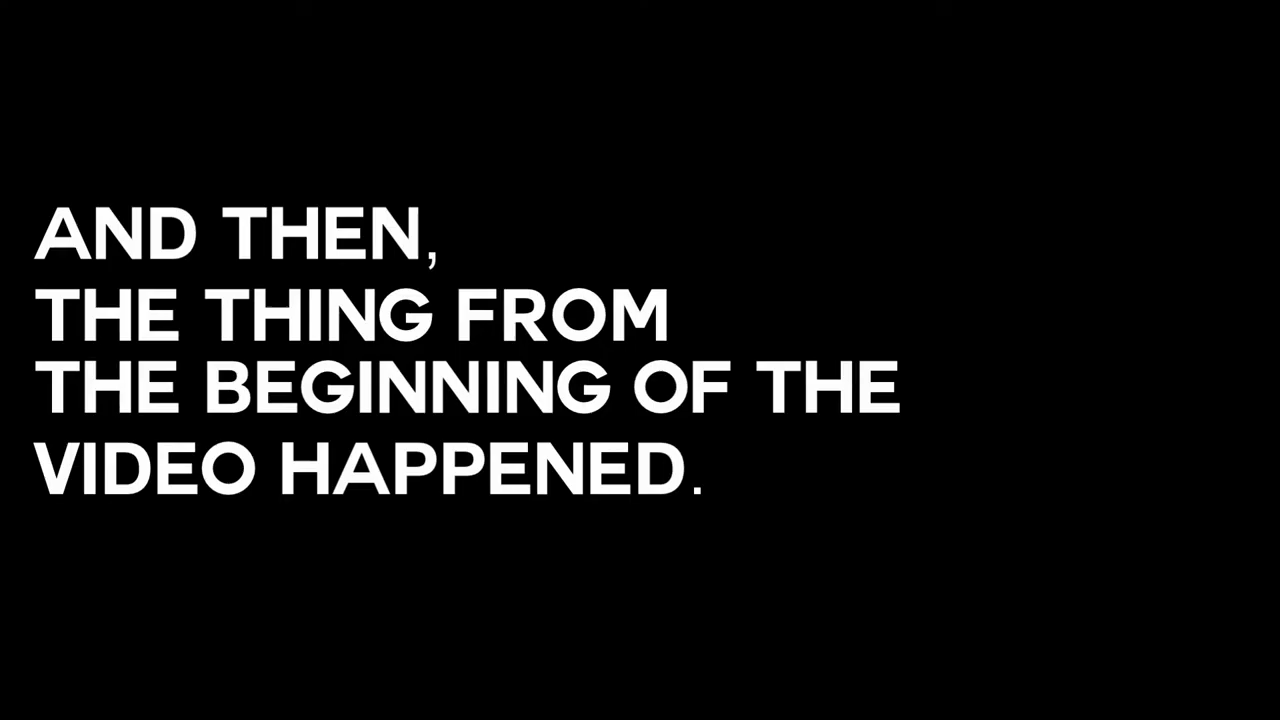 AND THEN,
THE THING FROM
THE BEGINNING OF THE
VIDEO HAPPENED.